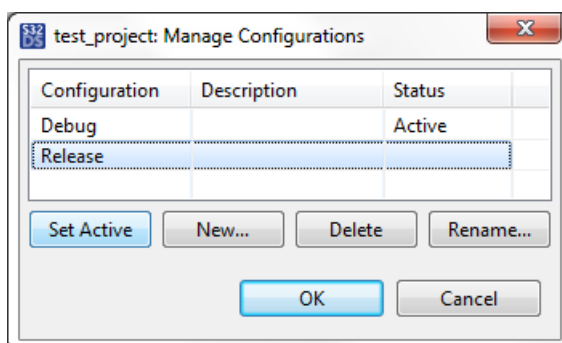 S32
DS
test_project: Manage Configurations
Configuration Description Status
Debug Active
Release
Set Active New... Delete Rename...
OK Cancel